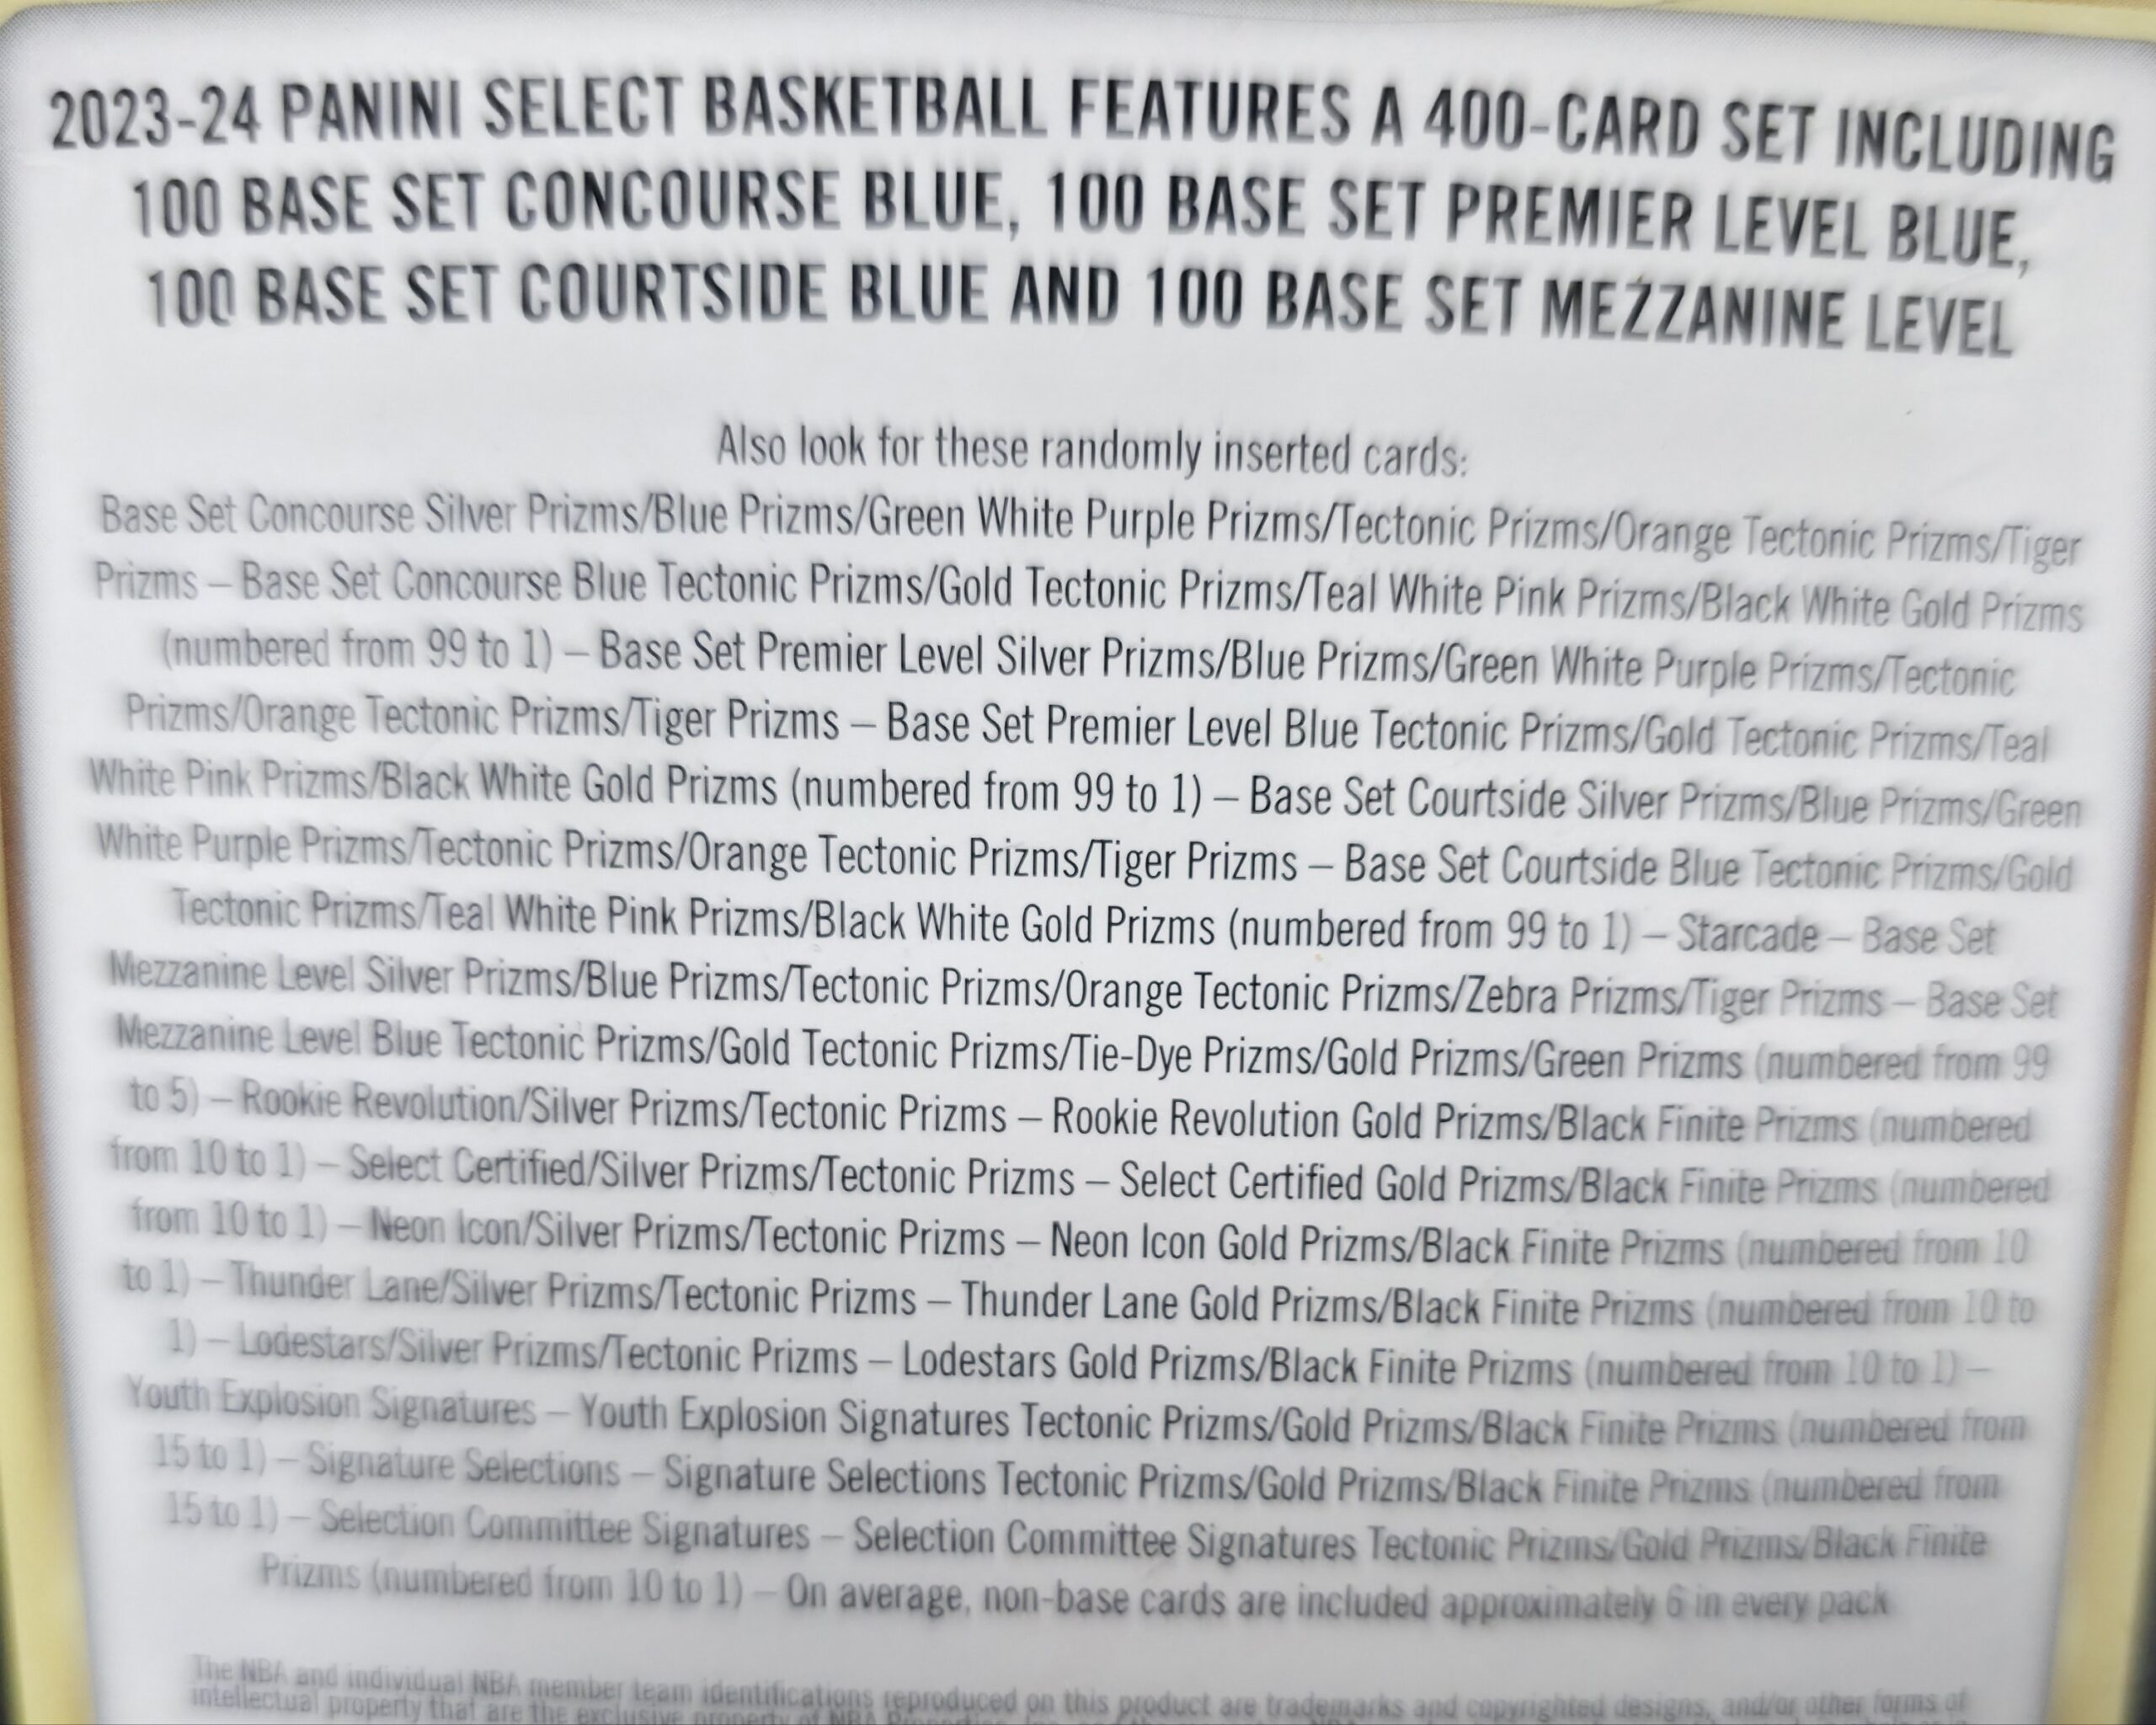 2023-24 PANINI SELECT BASKETBALL FEATURES A 400-CARD SET INCLUDING
100 BASE SET CONCOURSE BLUE, 100 BASE SET PREMIER LEVEL BLUE,
100 BASE SET COURTSIDE BLUE AND 100 BASE SET MEZZANINE LEVEL
Also look for these randomly inserted cards:
Base Set Concourse Silver Prizms/Blue Prizms/Green White Purple Prizms/Tectonic Prizms/Orange Tectonic Prizms/Tiger
Prizms – Base Set Concourse Blue Tectonic Prizms/Gold Tectonic Prizms/Teal White Pink Prizms/Black White Gold Prizms
(numbered from 99 to 1) – Base Set Premier Level Silver Prizms/Blue Prizms/Green White Purple Prizms/Tectonic
Prizms/Orange Tectonic Prizms/Tiger Prizms – Base Set Premier Level Blue Tectonic Prizms/Gold Tectonic Prizms/Teal
White Pink Prizms/Black White Gold Prizms (numbered from 99 to 1) – Base Set Courtside Silver Prizms/Blue Prizms/Green
White Purple Prizms/Tectonic Prizms/Orange Tectonic Prizms/Tiger Prizms – Base Set Courtside Blue Tectonic Prizms/Gold
Tectonic Prizms/Teal White Pink Prizms/Black White Gold Prizms (numbered from 99 to 1) – Starcade – Base Set
Mezzanine Level Silver Prizms/Blue Prizms/Tectonic Prizms/Orange Tectonic Prizms/Zebra Prizms/Tiger Prizms – Base Set
Mezzanine Level Blue Tectonic Prizms/Gold Tectonic Prizms/Tie-Dye Prizms/Gold Prizms/Green Prizms (numbered from 99
to 5) – Rookie Revolution/Silver Prizms/Tectonic Prizms – Rookie Revolution Gold Prizms/Black Finite Prizms (numbered
from 10 to 1) – Select Certified/Silver Prizms/Tectonic Prizms – Select Certified Gold Prizms/Black Finite Prizms (numbered
from 10 to 1) – Neon Icon/Silver Prizms/Tectonic Prizms – Neon Icon Gold Prizms/Black Finite Prizms (numbered from 10
to 1) – Thunder Lane/Silver Prizms/Tectonic Prizms – Thunder Lane Gold Prizms/Black Finite Prizms (numbered from 10 to
1) – Lodestars/Silver Prizms/Tectonic Prizms – Lodestars Gold Prizms/Black Finite Prizms (numbered from 10 to 1) –
Youth Explosion Signatures – Youth Explosion Signatures Tectonic Prizms/Gold Prizms/Black Finite Prizms (numbered from
15 to 1) – Signature Selections – Signature Selections Tectonic Prizms/Gold Prizms/Black Finite Prizms (numbered from
15 to 1) – Selection Committee Signatures – Selection Committee Signatures Tectonic Prizms/Gold Prizms/Black Finite
Prizms (numbered from 10 to 1) – On average, non-base cards are included approximately 6 in every pack
The NBA and individual NBA member team identifications reproduced on this product are trademarks and copyrighted designs, and/or other forms of
intellectual property that are the exclusive property of NBA